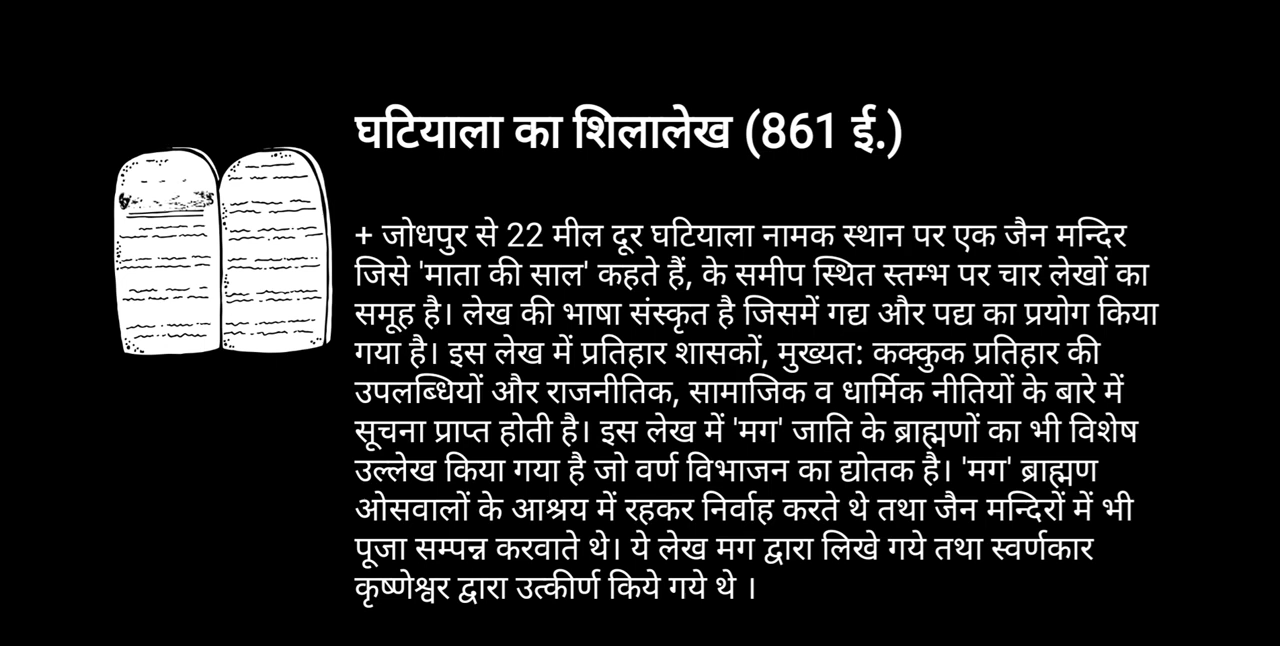 घटियाला का शिलालेख (861 ई.)
+ जोधपुर से 22 मील दूर घटियाला नामक स्थान पर एक जैन मन्दिर
जिसे 'माता की साल' कहते हैं, के समीप स्थित स्तम्भ पर चार लेखों का
समूह है। लेख की भाषा संस्कृत है जिसमें गद्य और पद्य का प्रयोग किया
गया है। इस लेख में प्रतिहार शासकों, मुख्यत: कक्कुक प्रतिहार की
उपलब्धियों और राजनीतिक, सामाजिक व धार्मिक नीतियों के बारे में
सूचना प्राप्त होती है। इस लेख में 'मग' जाति के ब्राह्मणों का भी विशेष
उल्लेख किया गया है जो वर्ण विभाजन का द्योतक है। 'मग' ब्राह्मण
ओसवालों के आश्रय में रहकर निर्वाह करते थे तथा जैन मन्दिरों में भी
पूजा सम्पन्न करवाते थे। ये लेख मग द्वारा लिखे गये तथा स्वर्णकार
कृष्णेश्वर द्वारा उत्कीर्ण किये गये थे ।